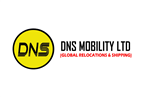 DNS
DNS MOBILITY LTD
(GLOBAL RELOCATIONS & SHIPPING)